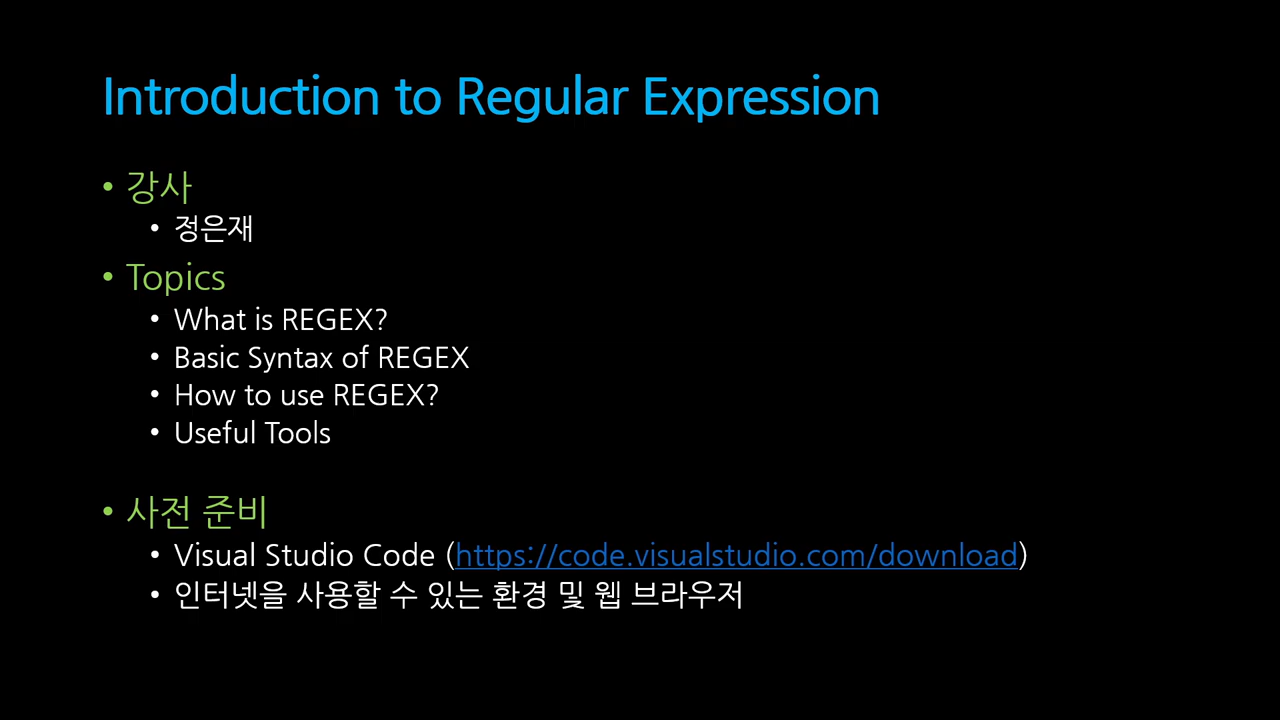 Introduction to Regular Expression
• 강사
• 정은재
• Topics
• What is REGEX?
• Basic Syntax of REGEX
• How to use REGEX?
• Useful Tools
• 사전 준비
• Visual Studio Code (https://code.visualstudio.com/download)
• 인터넷을 사용할 수 있는 환경 및 웹 브라우저